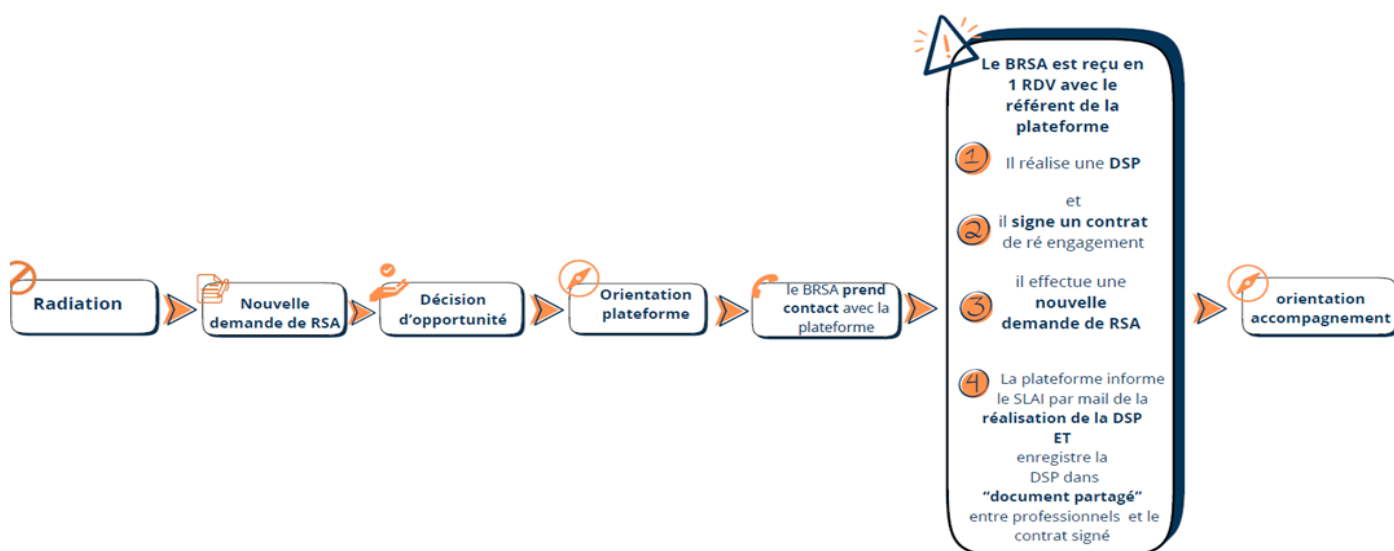 Radiation
Nouvelle
demande de RSA
Décision
d'opportunité
Orientation
plateforme
le BRSA prend
contact avec la
plateforme
Le BRSA est reçu en
1 RDV avec le
référent de la
plateforme
1 Il réalise une DSP
et
2 il signe un contrat
de ré engagement
il effectue une
3 nouvelle
demande de RSA
4 La plateforme informe
le SLAI par mail de la
réalisation de la DSP
ET
enregistre la
DSP dans
“document partagé”
entre professionnels et le
contrat signé
orientation
accompagnement